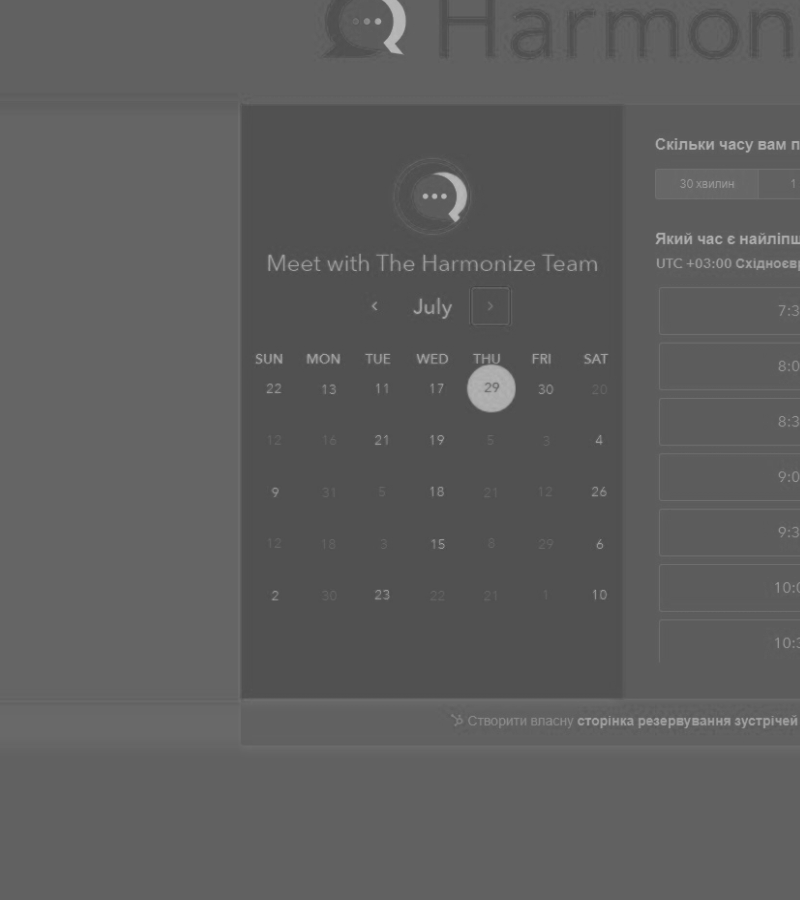 Harmon
Meet with The Harmonize Team
July
SUN MON TUE WED THU FRI SAT
22 13 11 17 29 30 20
12 16 21 19 5 3 4
9 31 5 18 21 12 26
12 18 3 15 8 29 6
2 30 23 22 21 1 10
Скільки часу вам п
30 хвилин 1
Який час є найліпш
UTC +03:00 Східноєвр
7:3
8:0
8:3
9:0
9:3
10:0
10:3
Створити власну сторінка резервування зустрічей